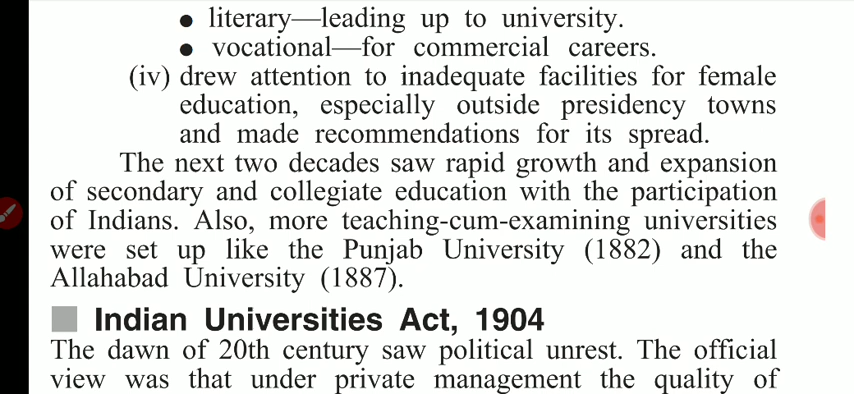 ● literary—leading up to university.
● vocational—for commercial careers.
(iv) drew attention to inadequate facilities for female
education, especially outside presidency towns
and made recommendations for its spread.
The next two decades saw rapid growth and expansion
of secondary and collegiate education with the participation
of Indians. Also, more teaching-cum-examining universities
were set up like the Punjab University (1882) and the
Allahabad University (1887).
Indian Universities Act, 1904
The dawn of 20th century saw political unrest. The official
view was that under private management the quality of